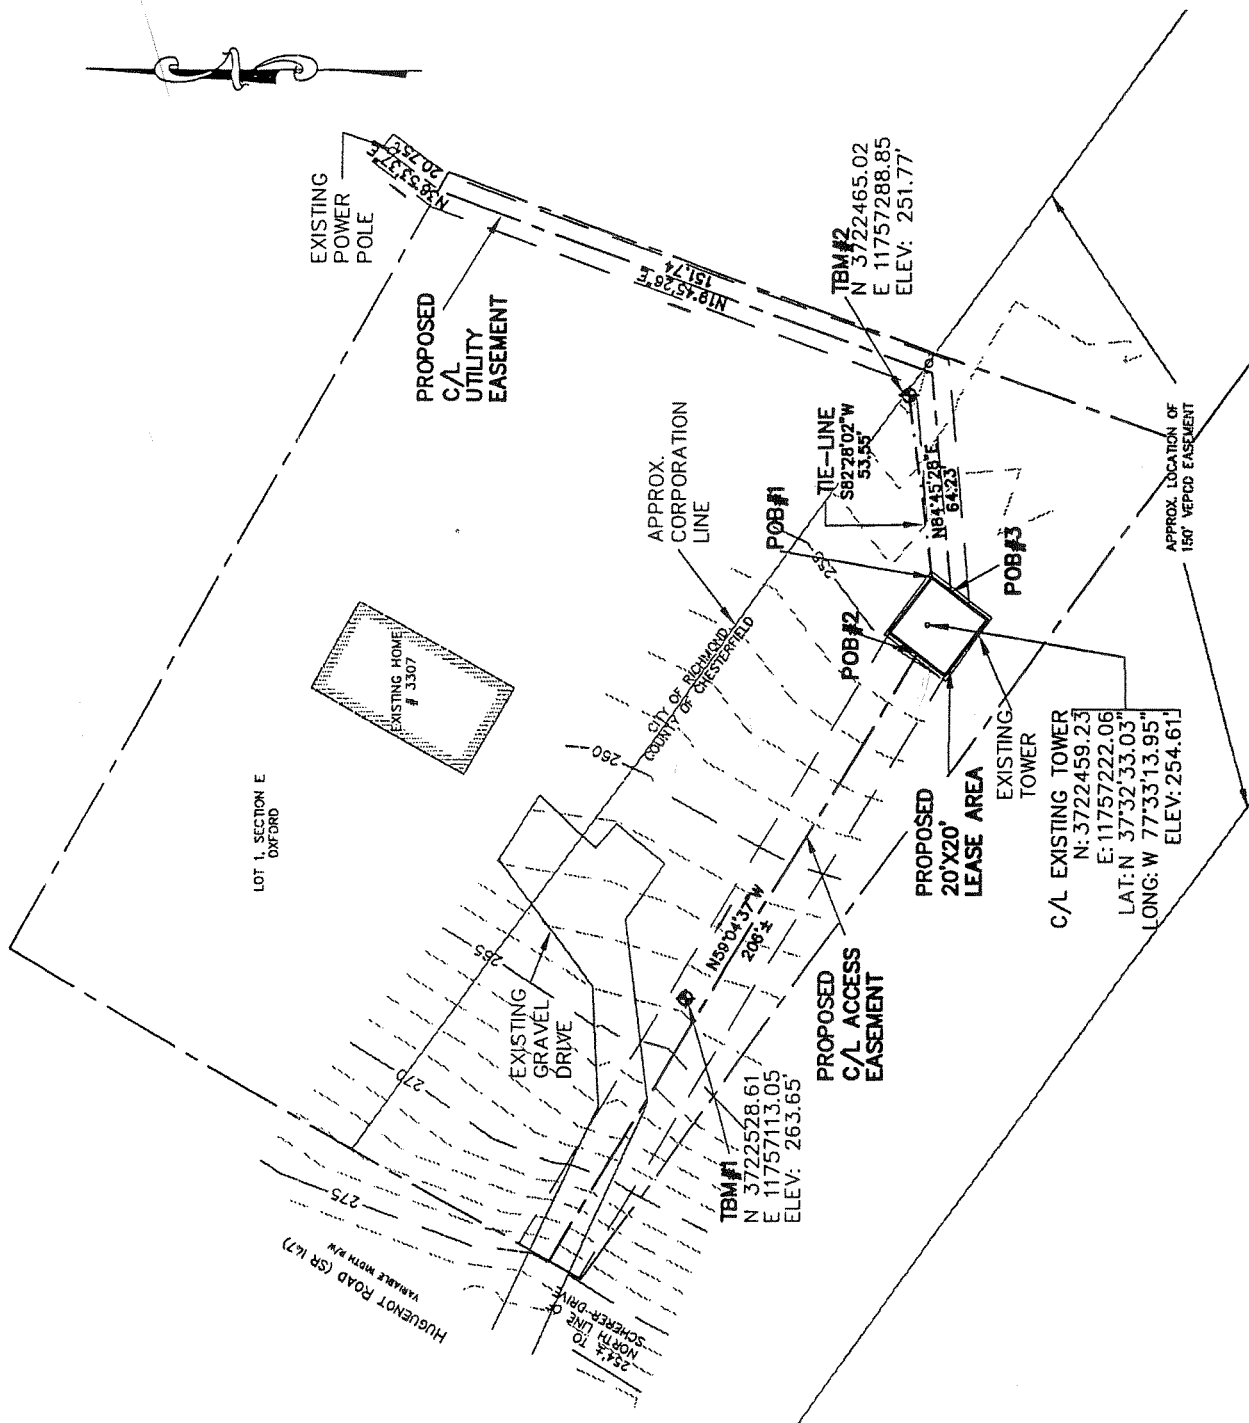 EXISTING
POWER
POLE
N38°53'37"E
20.75'
PROPOSED
C/L
UTILITY
EASEMENT
N19°45'26"E
151.74
TBM#2
N 3722465.02
E 11757288.85
ELEV: 251.77'
APPROX.
CORPORATION
LINE
TIE-LINE
S82°28'02"W
53.55'
N84°45'28"E
64.23'
POB#1
POB#2
POB#3
255
APPROX. LOCATION OF
150' VEPCO EASEMENT
EXISTING HOME
# 3307
CITY OF RICHMOND
COUNTY OF CHESTERFIELD
260
LOT 1, SECTION E
OXFORD
265
EXISTING
GRAVEL
DRIVE
270
275
N59°04'37"W
206'±
PROPOSED
20'X20'
LEASE AREA
EXISTING
TOWER
C/L EXISTING TOWER
N: 3722459.23
E: 11757222.06
LAT: N 37°32'33.03"
LONG: W 77°33'13.95"
ELEV: 254.61'
PROPOSED
C/L ACCESS
EASEMENT
TBM#1
N 3722528.61
E 11757113.05
ELEV: 263.65'
HUGUENOT ROAD (SR 147)
VARIABLE WIDTH R/W
254'± TO
NORTH LINE OF
SCHERER DRIVE